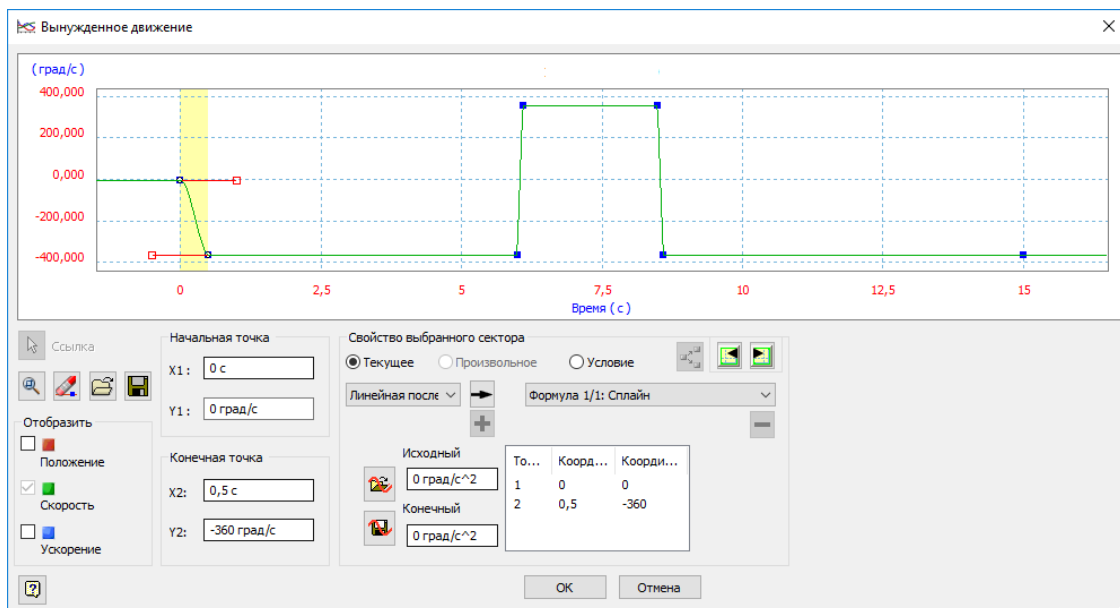 Вынужденное движение
(град/с)
400,000
200,000
0,000
-200,000
-400,000
0 2,5 5 7,5 10 12,5 15
Время (с)
Ссылка
Отобразить
Положение
Скорость
Ускорение
Начальная точка
X1: 0 с
Y1: 0 град/с
Конечная точка
X2: 0,5 с
Y2: -360 град/с
Свойство выбранного сектора
Текущее Произвольное Условие
Линейная после Формула 1/1: Сплайн
Исходный
0 град/с^2
Конечный
0 град/с^2
То... Коорд... Коорди...
1 0 0
2 0,5 -360
OK Отмена